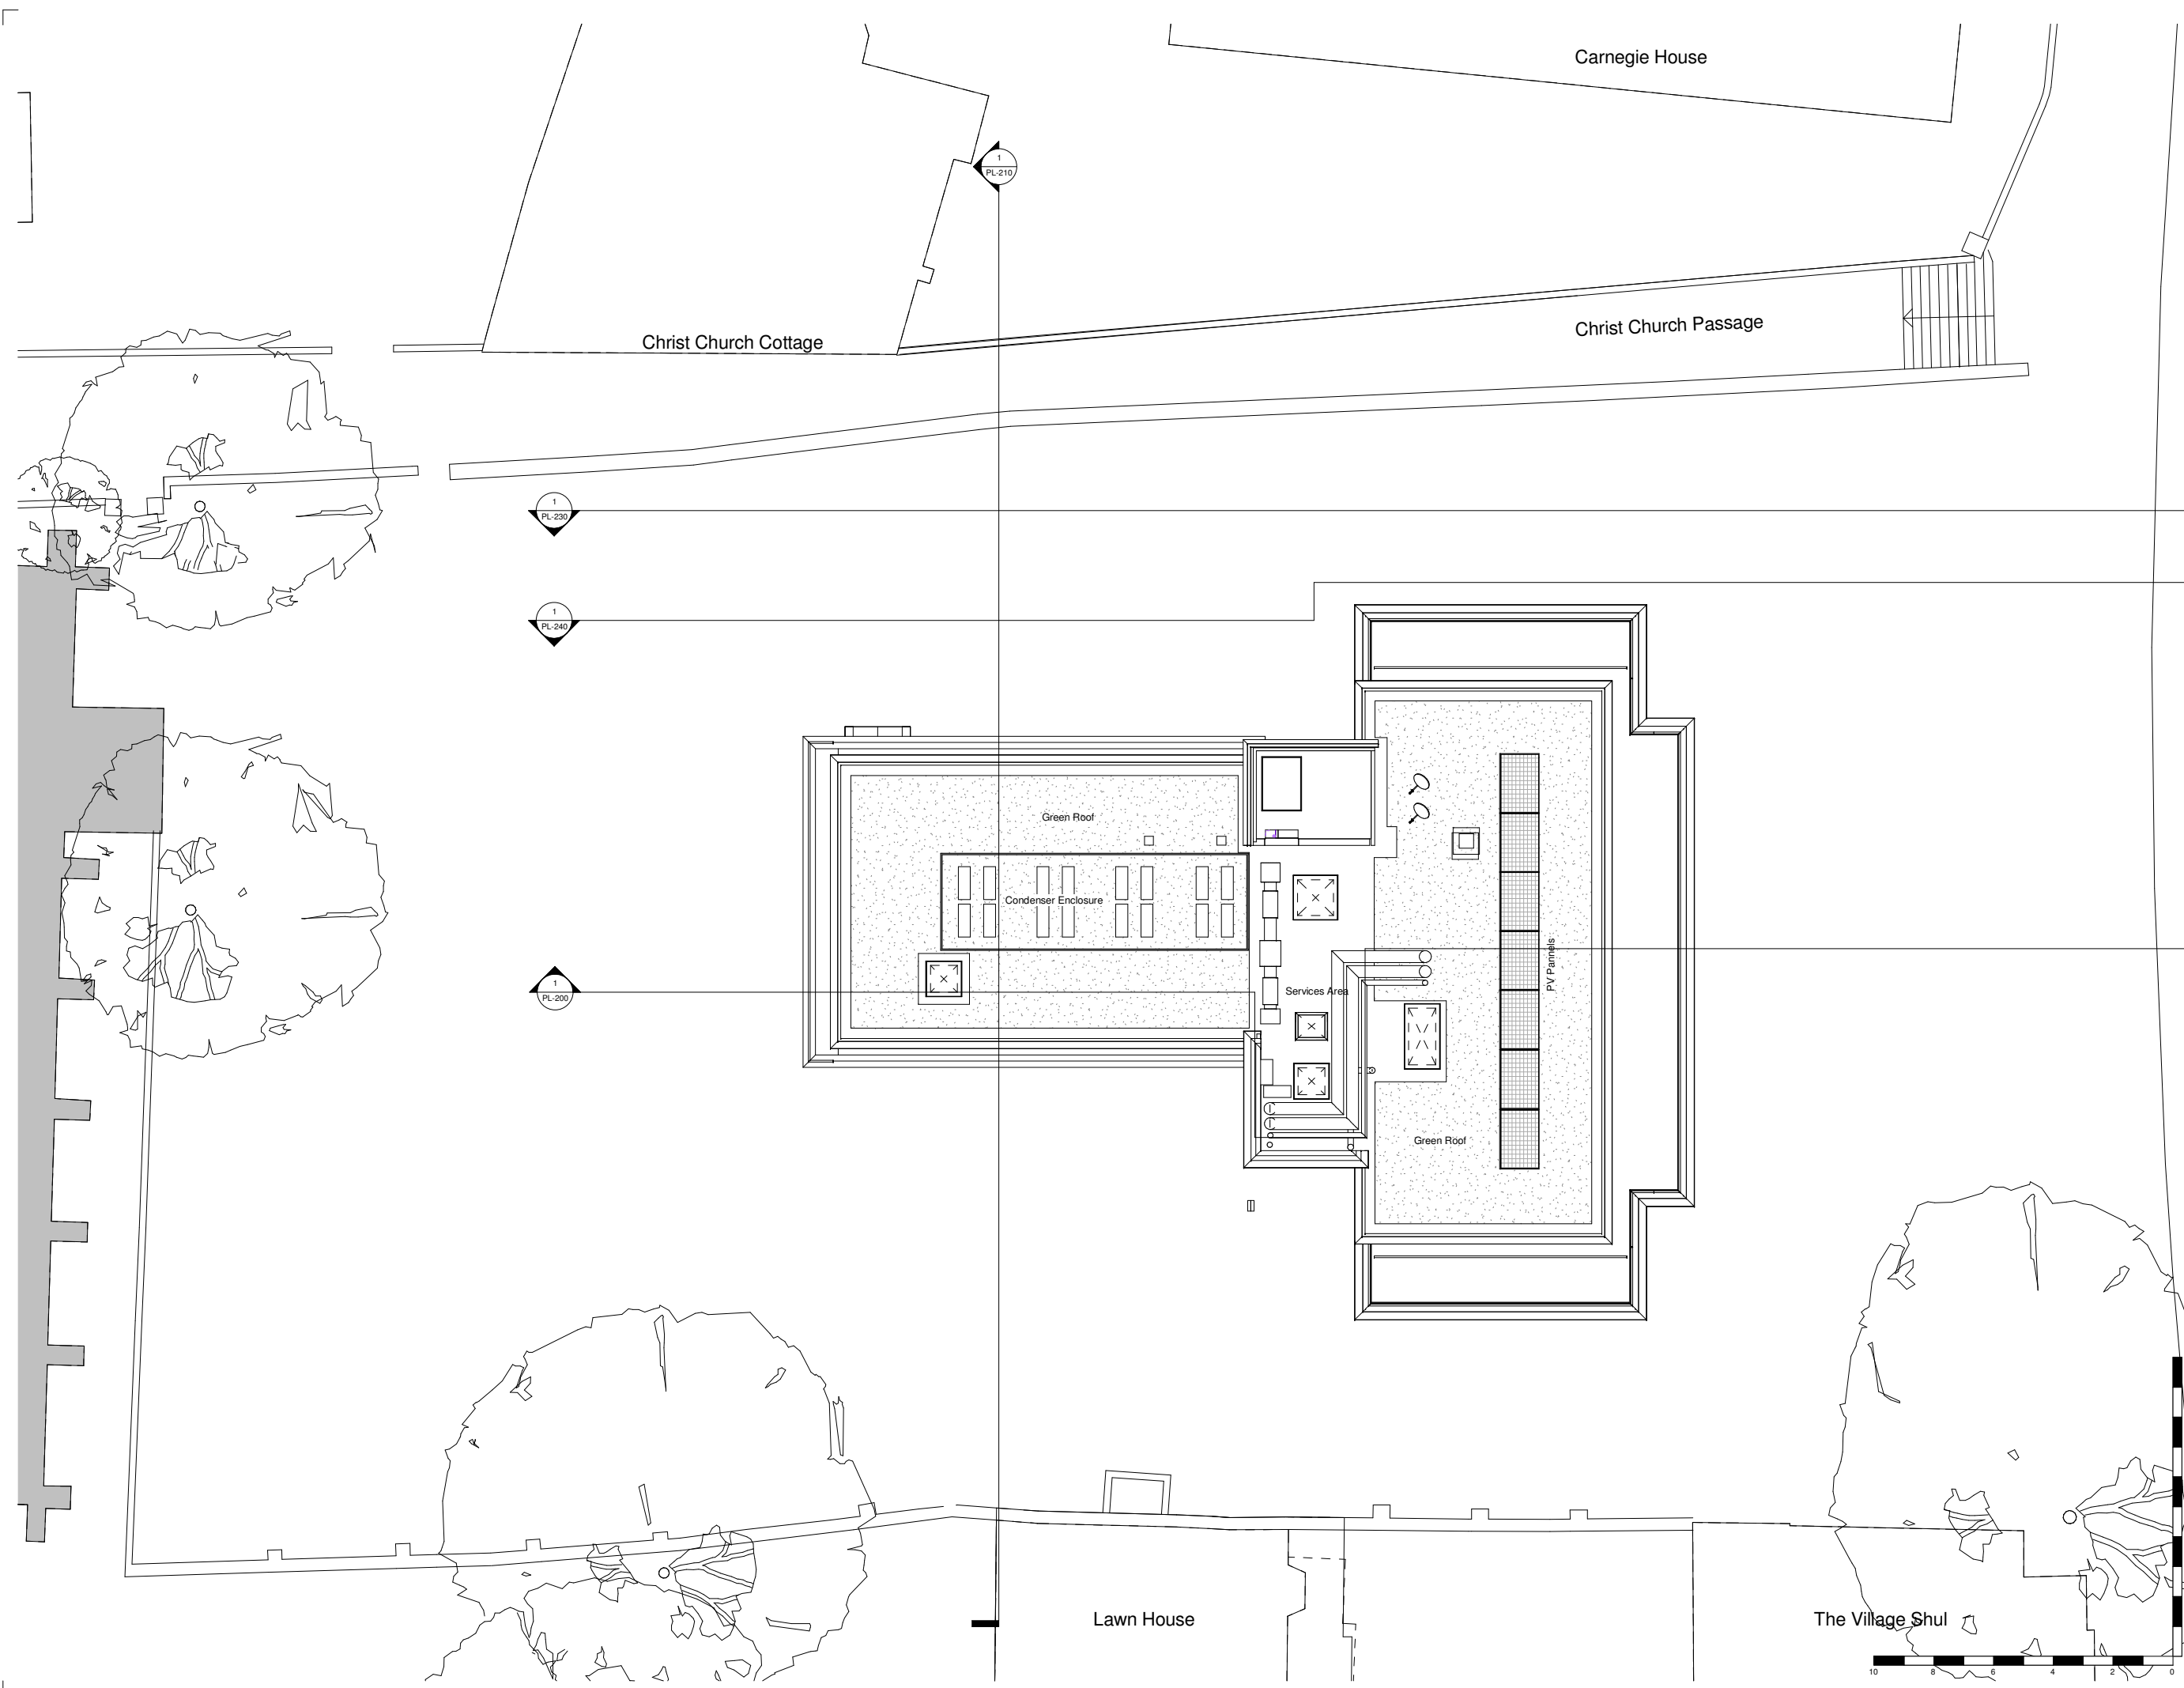 Carnegie House
1
PL-210
Christ Church Passage
Christ Church Cottage
1
PL-230
1
PL-240
Green Roof
Condenser Enclosure
PV Pannels
1
PL-200
Services Area
Green Roof
Lawn House
The Village Shul
10 8 6 4 2 0